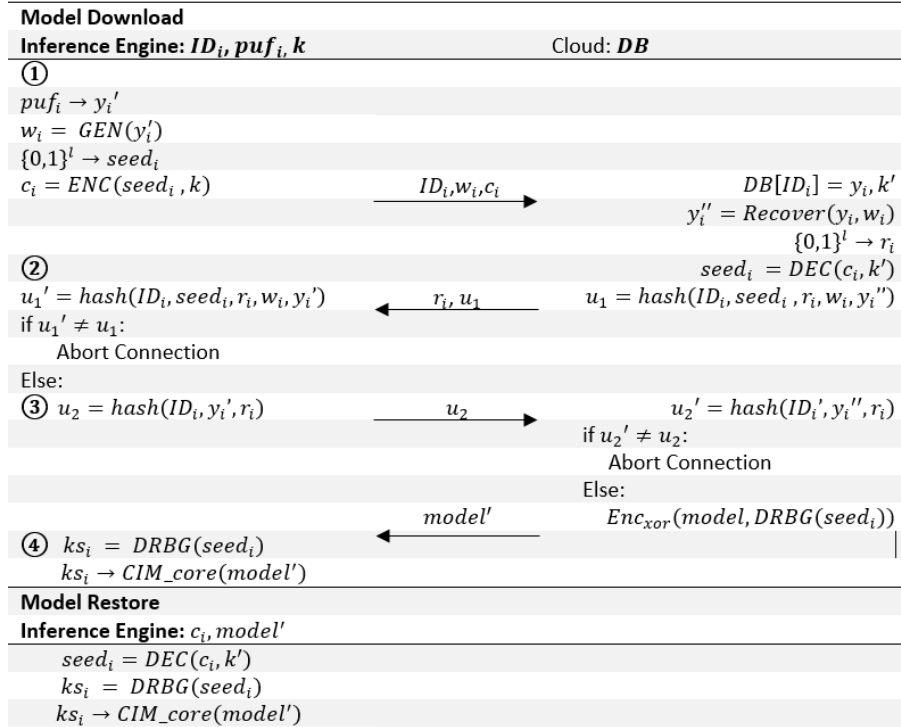 Model Download
Inference Engine: ID_i, puf_i, k Cloud: DB
①
puf_i → y_i'
w_i = GEN(y_i')
{0,1}^l → seed_i
c_i = ENC(seed_i , k) ID_i,w_i,c_i DB[ID_i] = y_i, k'
y_i'' = Recover(y_i, w_i)
{0,1}^l → r_i
② seed_i = DEC(c_i, k')
u_1' = hash(ID_i, seed_i, r_i, w_i, y_i') r_i, u_1 u_1 = hash(ID_i, seed_i , r_i, w_i, y_i'')
if u_1' ≠ u_1:
Abort Connection
Else:
③ u_2 = hash(ID_i, y_i', r_i) u_2 u_2' = hash(ID_i', y_i'', r_i)
if u_2' ≠ u_2:
Abort Connection
Else:
model' Enc_xor(model, DRBG(seed_i))
④ ks_i = DRBG(seed_i)
ks_i → CIM_core(model')
Model Restore
Inference Engine: c_i, model'
seed_i = DEC(c_i, k')
ks_i = DRBG(seed_i)
ks_i → CIM_core(model')